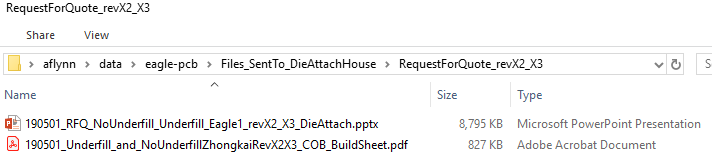 RequestForQuote_revX2_X3
Share View
aflynn > data > eagle-pcb > Files_SentTo_DieAttachHouse > RequestForQuote_revX2_X3
Name Size Type
190501_RFQ_NoUnderfill_Underfill_Eagle1_revX2_X3_DieAttach.pptx 8,795 KB Microsoft PowerPoint Presentation
190501_Underfill_and_NoUnderfillZhongkaiRevX2X3_COB_BuildSheet.pdf 827 KB Adobe Acrobat Document